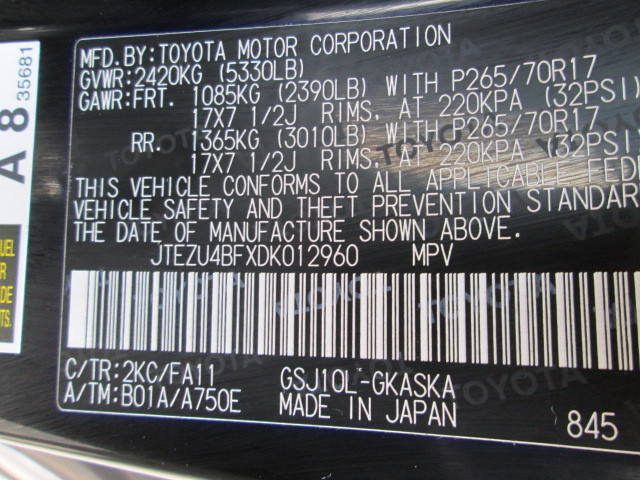 MFD.BY:TOYOTA MOTOR CORPORATION
GVWR:2420KG (5330LB)
GAWR:FRT. 1085KG (2390LB) WITH P265/70R17
17X7 1/2J RIMS, AT 220KPA (32PSI)
RR. 1365KG (3010LB) WITH P265/70R17
17X7 1/2J RIMS, AT 220KPA (32PSI)
THIS VEHICLE CONFORMS TO ALL APPLICABLE FEDE
VEHICLE SAFETY AND THEFT PREVENTION STANDAR
THE DATE OF MANUFACTURE SHOWN ABOVE.
JTEZU4BFXDK012960 MPV
C/TR:2KC/FA11 GSJ10L-GKASKA
A/TM:B01A/A750E MADE IN JAPAN
845
A 8
35681